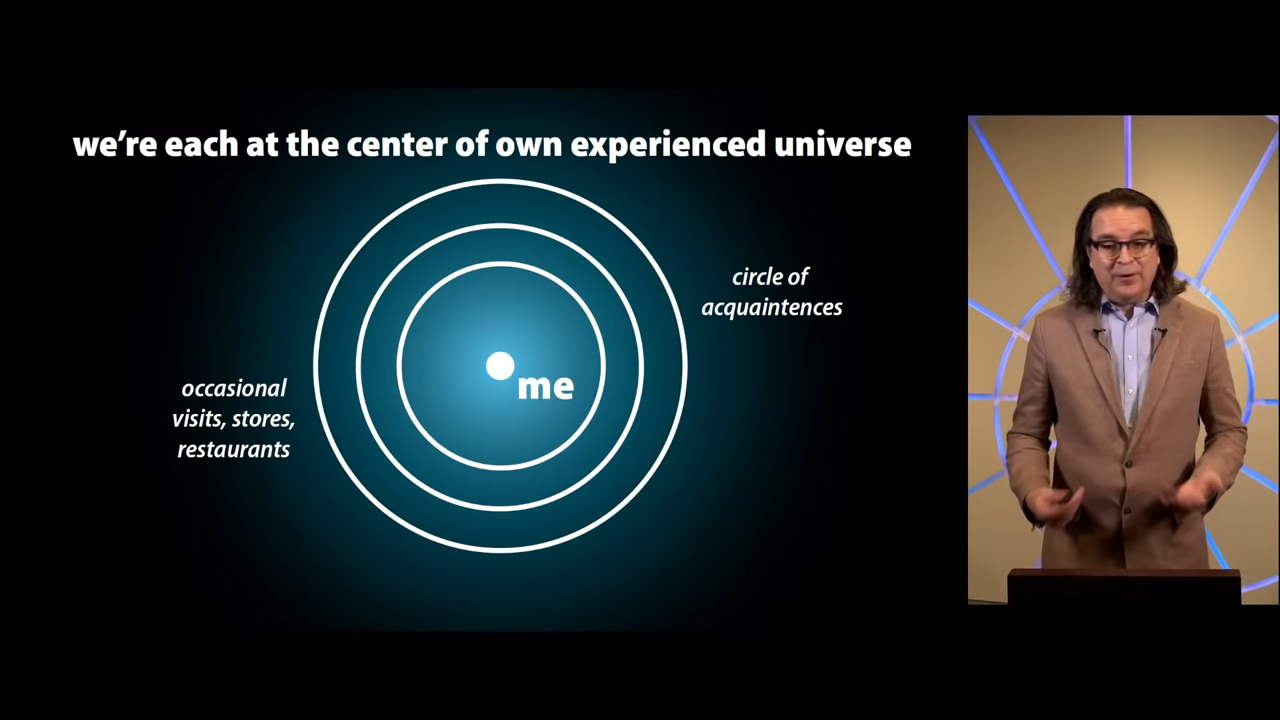 we’re each at the center of own experienced universe
circle of
acquaintences
me
occasional
visits, stores,
restaurants